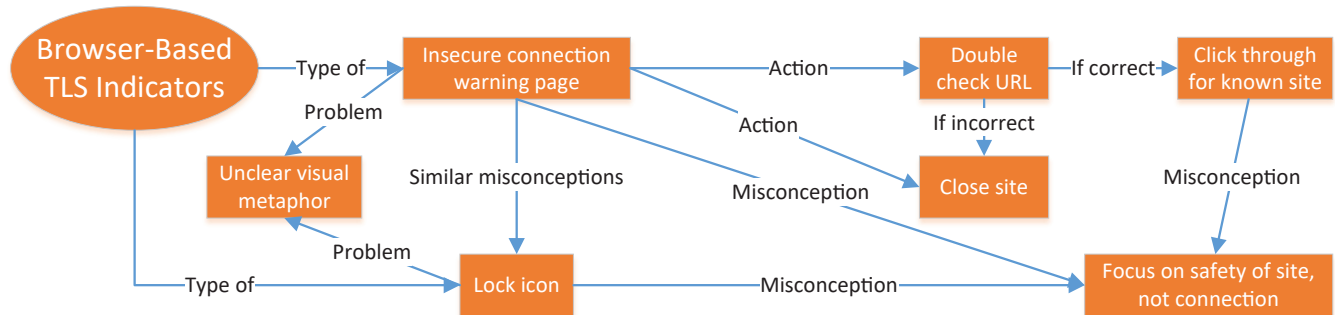 Browser-Based
TLS Indicators
Type of
Insecure connection
warning page
Action
Double
check URL
If correct
Click through
for known site
Problem
Action
If incorrect
Unclear visual
metaphor
Similar misconceptions
Misconception
Close site
Misconception
Problem
Type of
Lock icon
Misconception
Focus on safety of site,
not connection